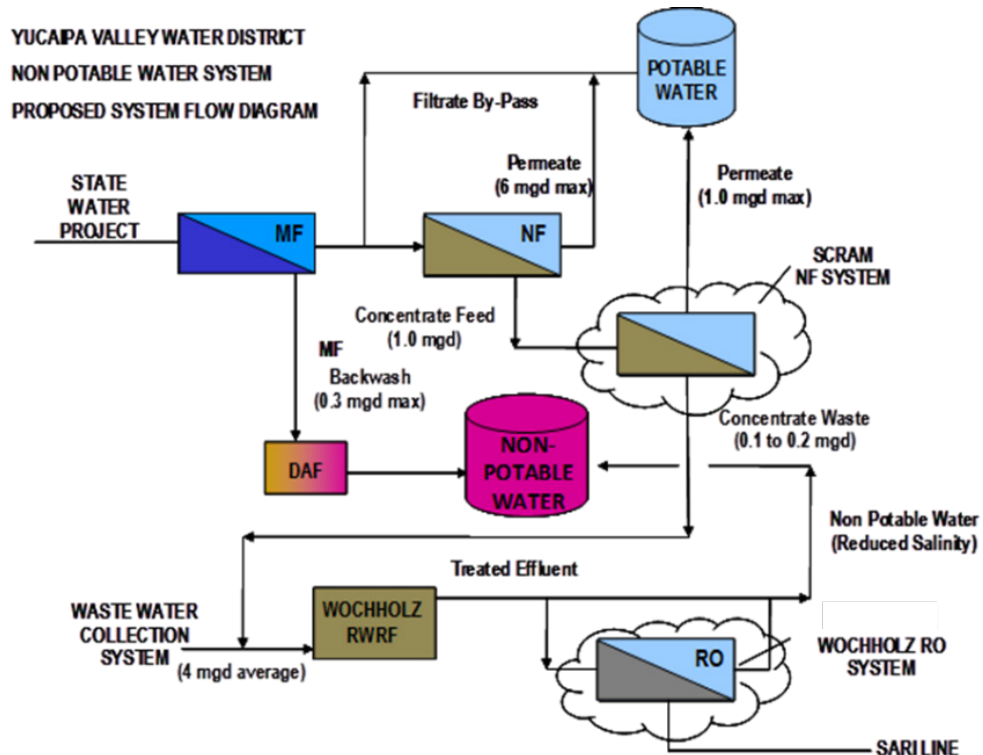 YUCAIPA VALLEY WATER DISTRICT
NON POTABLE WATER SYSTEM
PROPOSED SYSTEM FLOW DIAGRAM
POTABLE
WATER
Filtrate By-Pass
Permeate
(6 mgd max)
Permeate
(1.0 mgd max)
STATE
WATER
PROJECT
MF
NF
SCRAM
NF SYSTEM
Concentrate Feed
(1.0 mgd)
MF
Backwash
(0.3 mgd max)
Concentrate Waste
(0.1 to 0.2 mgd)
DAF
NON-
POTABLE
WATER
Non Potable Water
(Reduced Salinity)
Treated Effluent
WASTE WATER
COLLECTION
SYSTEM
(4 mgd average)
WOCHHOLZ
RWRF
RO
WOCHHOLZ RO
SYSTEM
SARI LINE